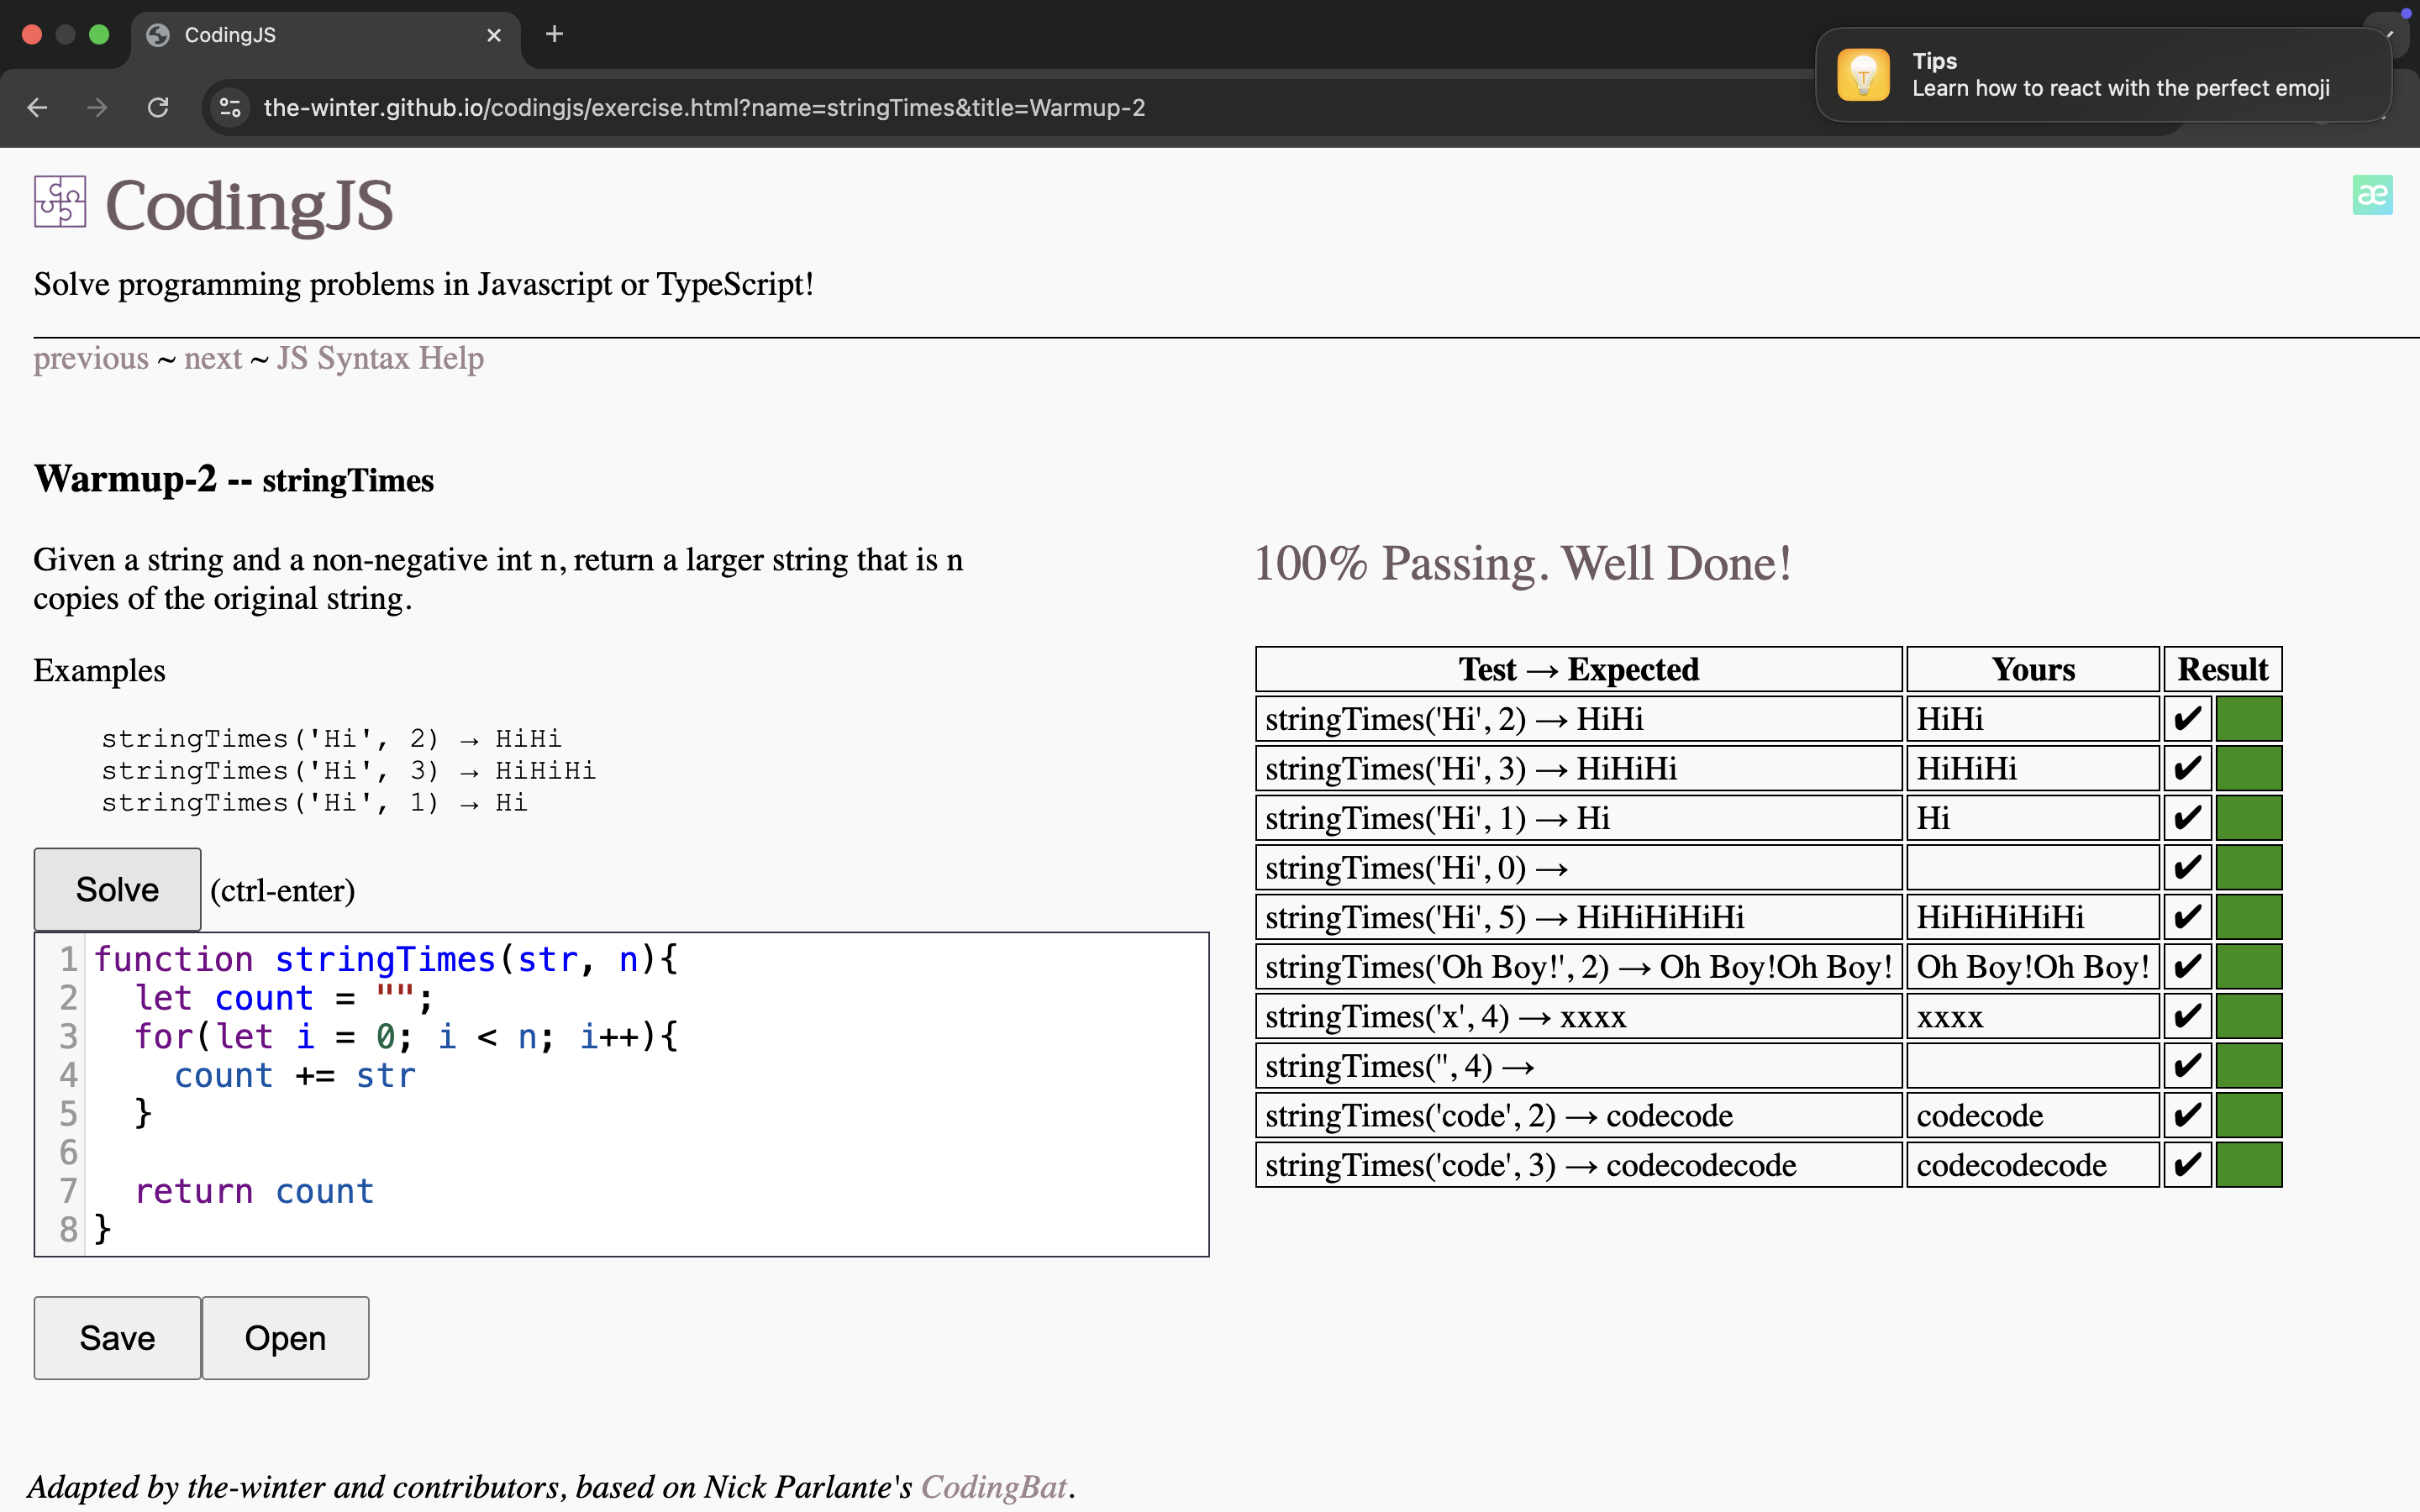 CodingJS
Tips
Learn how to react with the perfect emoji
the-winter.github.io/codingjs/exercise.html?name=stringTimes&title=Warmup-2
CodingJS
æ
Solve programming problems in Javascript or TypeScript!
previous ~ next ~ JS Syntax Help
Warmup-2 -- stringTimes
Given a string and a non-negative int n, return a larger string that is n
copies of the original string.
Examples
stringTimes('Hi', 2) → HiHi
stringTimes('Hi', 3) → HiHiHi
stringTimes('Hi', 1) → Hi
Solve (ctrl-enter)
1 function stringTimes(str, n){
2   let count = "";
3   for(let i = 0; i < n; i++){
4     count += str
5   }
6
7   return count
8 }
Save Open
100% Passing. Well Done!
Test → Expected Yours Result
stringTimes('Hi', 2) → HiHi HiHi ✔
stringTimes('Hi', 3) → HiHiHi HiHiHi ✔
stringTimes('Hi', 1) → Hi Hi ✔
stringTimes('Hi', 0) → ✔
stringTimes('Hi', 5) → HiHiHiHiHi HiHiHiHiHi ✔
stringTimes('Oh Boy!', 2) → Oh Boy!Oh Boy! Oh Boy!Oh Boy! ✔
stringTimes('x', 4) → xxxx xxxx ✔
stringTimes('', 4) → ✔
stringTimes('code', 2) → codecode codecode ✔
stringTimes('code', 3) → codecodecode codecodecode ✔
Adapted by the-winter and contributors, based on Nick Parlante's CodingBat.